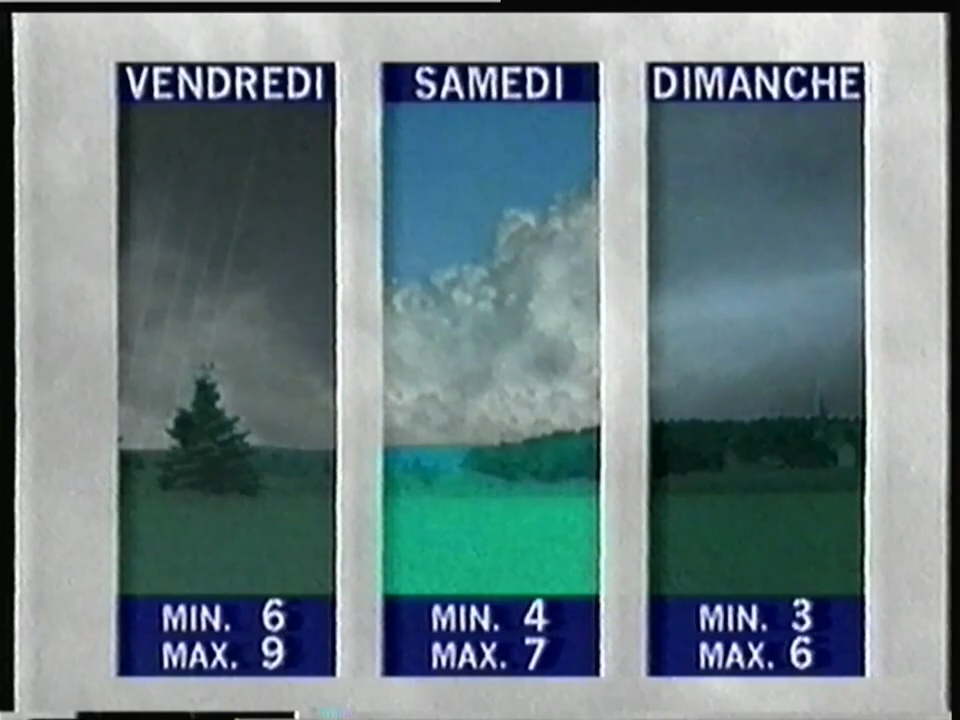 VENDREDI
MIN. 6
MAX. 9
SAMEDI
MIN. 4
MAX. 7
DIMANCHE
MIN. 3
MAX. 6